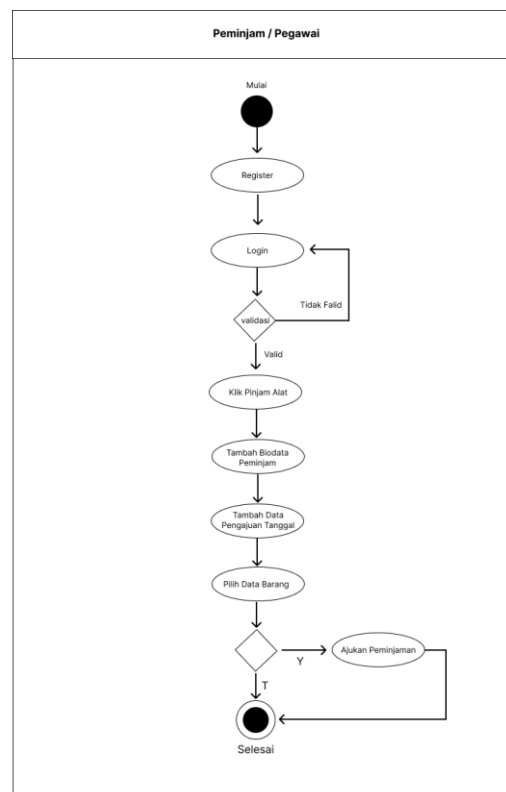 Peminjam / Pegawai
Mulai
Register
Login
Tidak Falid
validasi
Valid
Klik Pinjam Alat
Tambah Biodata
Peminjam
Tambah Data
Pengajuan Tanggal
Pilih Data Barang
Ajukan Peminjaman
Y
T
Selesai